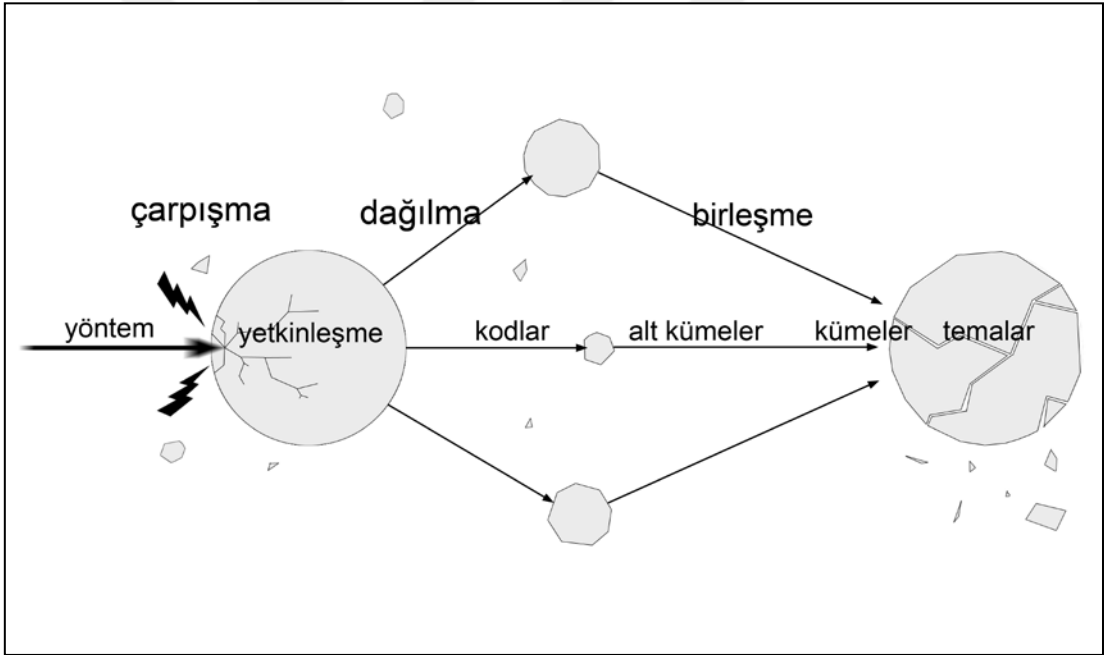 çarpışma
dağılma
birleşme
yöntem
yetkinleşme
kodlar
alt kümeler
kümeler
temalar